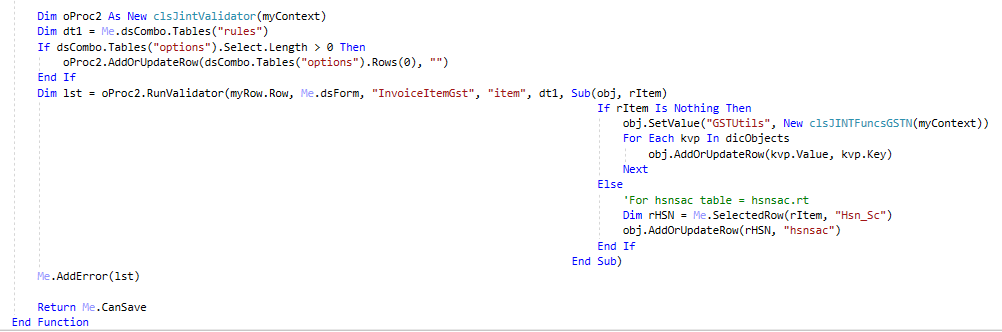 Dim oProc2 As New clsJintValidator(myContext)
Dim dt1 = Me.dsCombo.Tables("rules")
If dsCombo.Tables("options").Select.Length > 0 Then
oProc2.AddOrUpdateRow(dsCombo.Tables("options").Rows(0), "")
End If
Dim lst = oProc2.RunValidator(myRow.Row, Me.dsForm, "InvoiceItemGst", "item", dt1, Sub(obj, rItem)
If rItem Is Nothing Then
obj.SetValue("GSTUtils", New clsJINTFuncsGSTN(myContext))
For Each kvp In dicObjects
obj.AddOrUpdateRow(kvp.Value, kvp.Key)
Next
Else
'For hsnsac table = hsnsac.rt
Dim rHSN = Me.SelectedRow(rItem, "Hsn_Sc")
obj.AddOrUpdateRow(rHSN, "hsnsac")
End If
End Sub)
Me.AddError(lst)
Return Me.CanSave
End Function